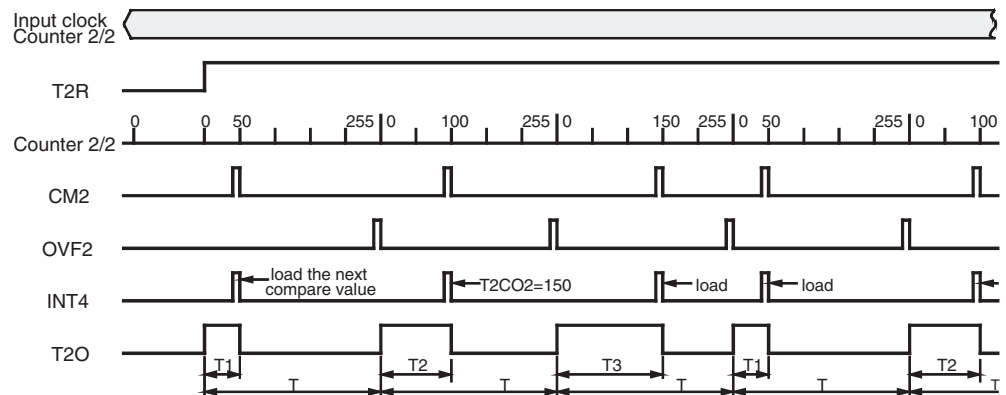 Input clock
Counter 2/2
T2R
0 0 50 255 0 100 255 0 150 255 0 50 255 0 100
Counter 2/2
CM2
OVF2
INT4
load the next
compare value
T2CO2=150
load
load
T2O
T1 T2 T3 T1 T2
T T T T T